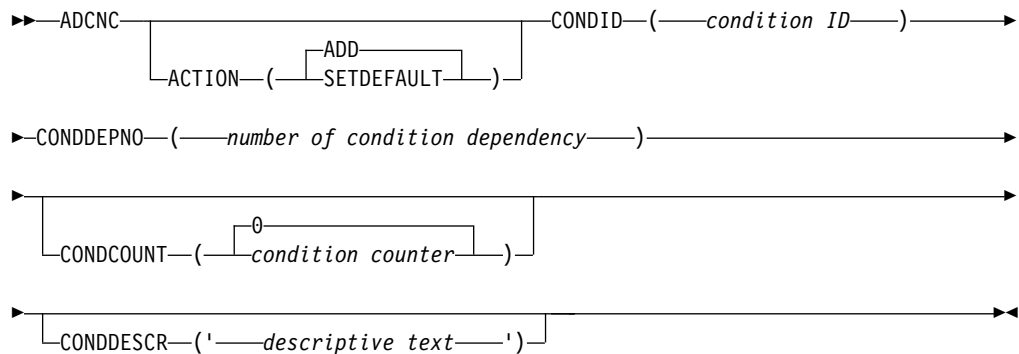 ADCNC CONDID ( condition ID )
ADD
ACTION ( SETDEFAULT )
CONDDEPNO ( number of condition dependency )
0
CONDCOUNT ( condition counter )
CONDDESCR (' descriptive text ')